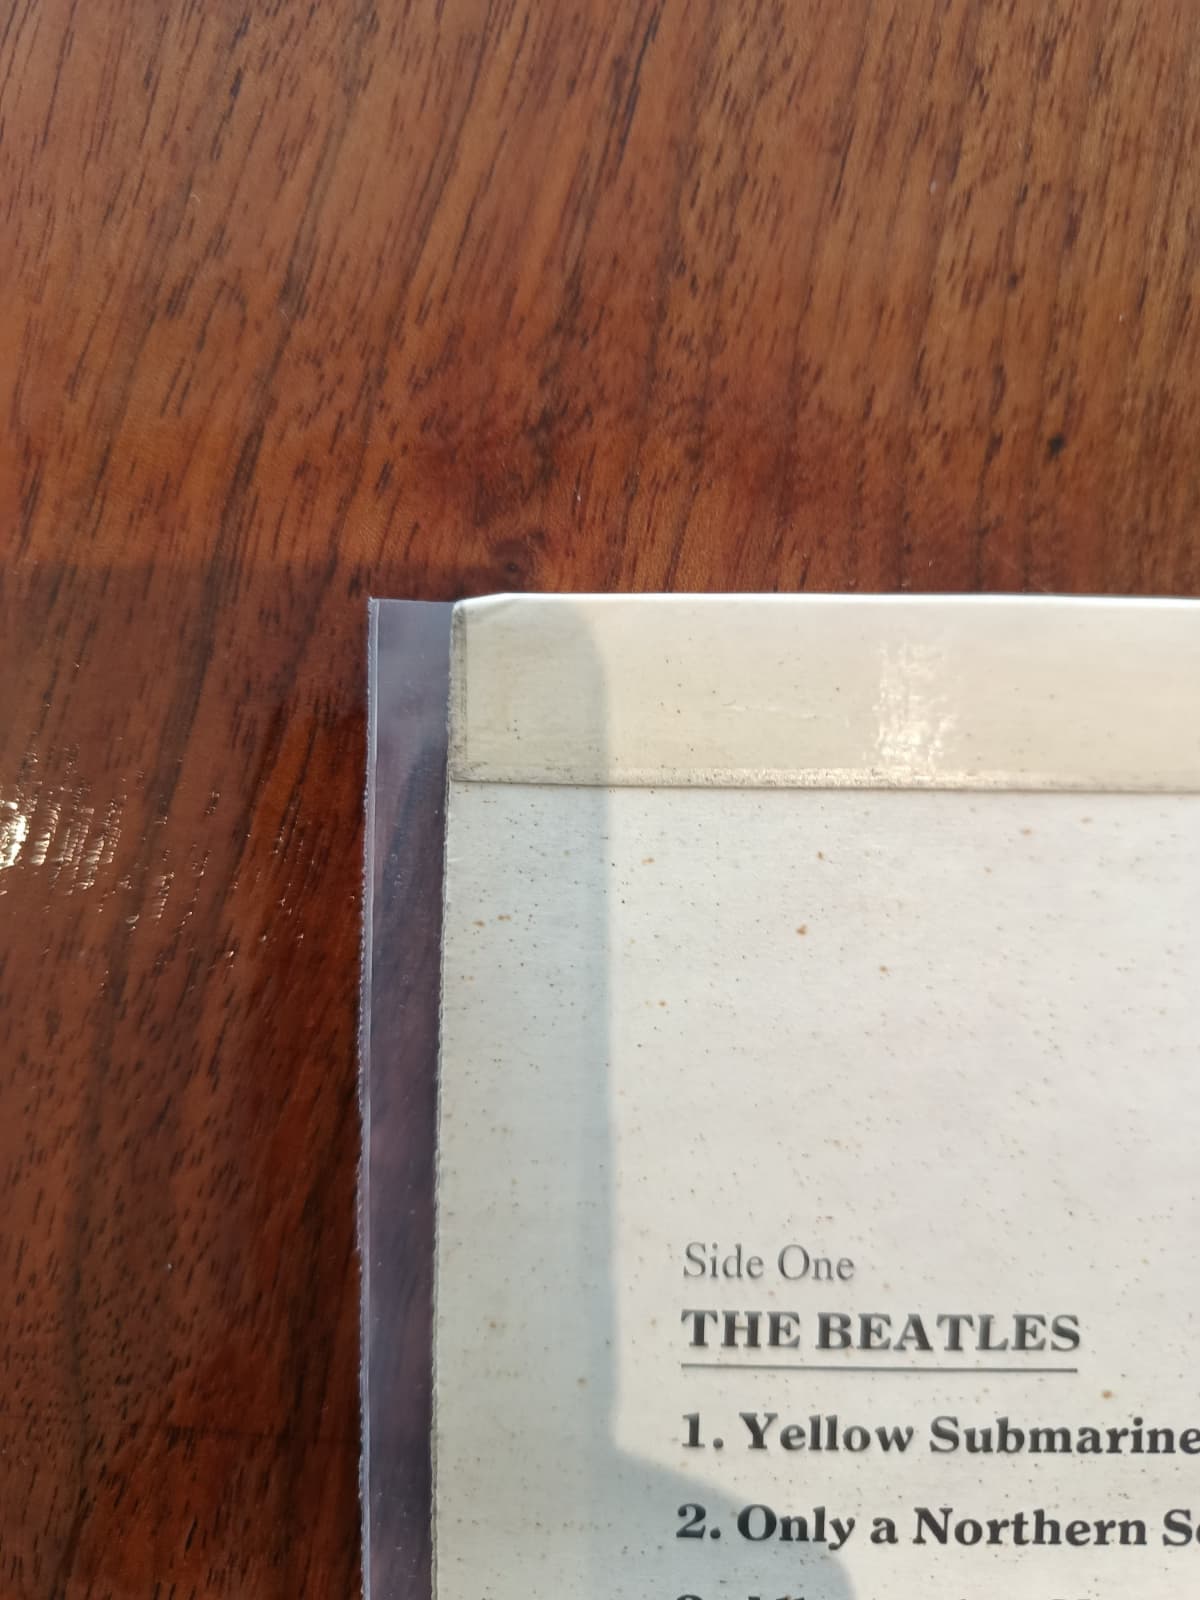 Side One
THE BEATLES
1. Yellow Submarine
2. Only a Northern